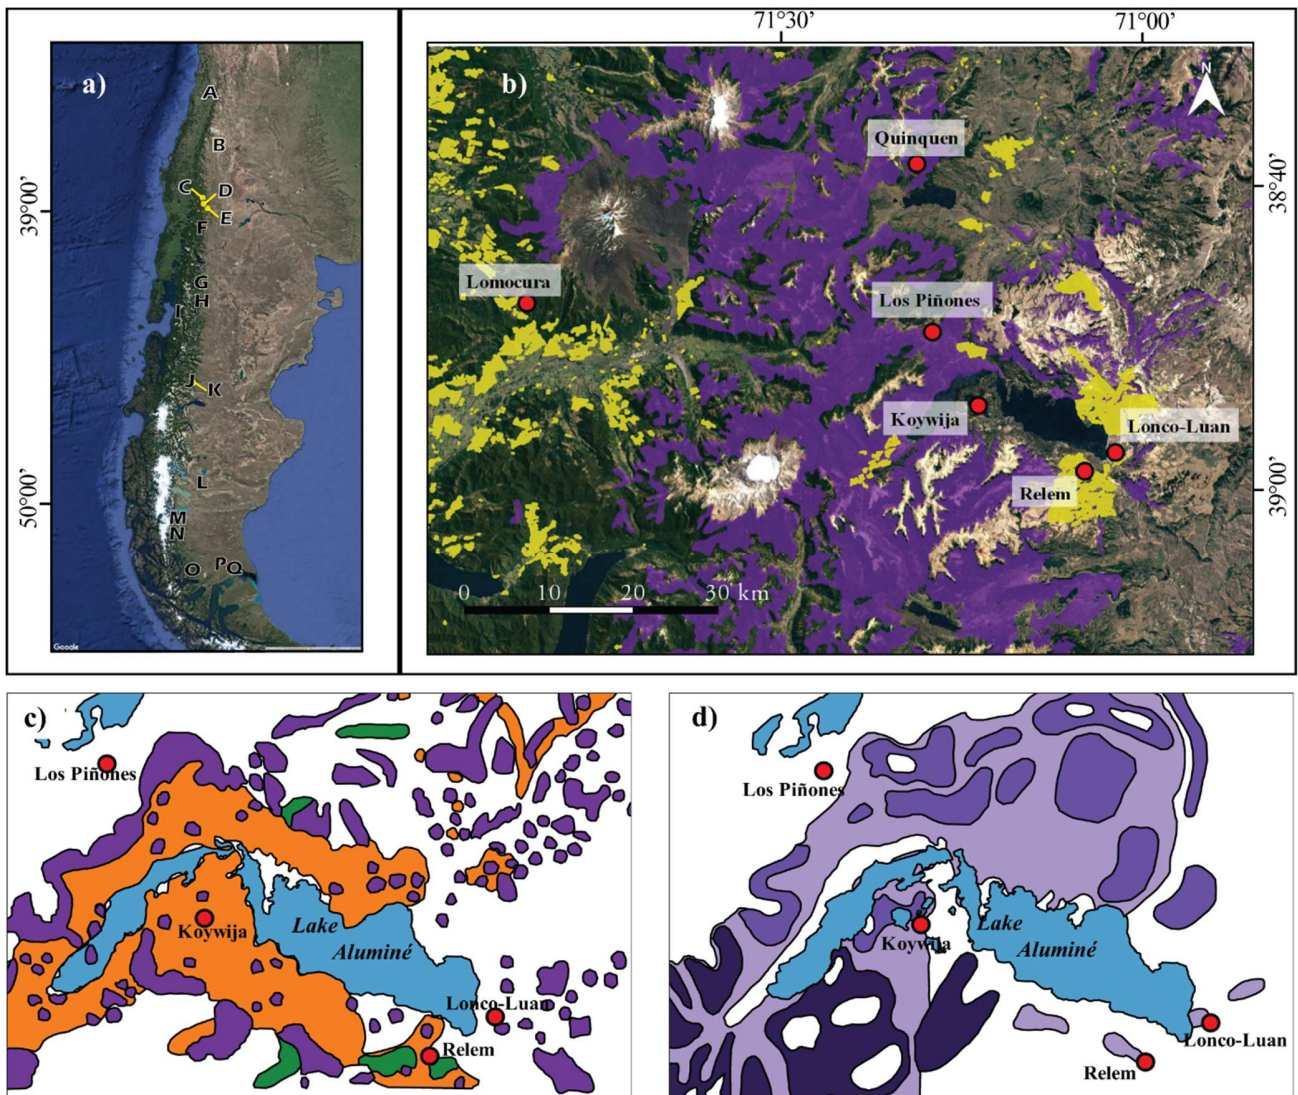 71°30’
71°00’
a)
A
B
C
D
E
F
G
H
I
J
K
L
M
N
O
P
Q
39°00’
50°00’
Google
b)
N
Quinquen
Lomocura
Los Piñones
Koywija
Lonco-Luan
Relem
38°40’
39°00’
0
10
20
30 km
c)
Los Piñones
Koywija
Lake
Aluminé
Lonco-Luan
Relem
d)
Los Piñones
Koywija
Lake
Aluminé
Lonco-Luan
Relem